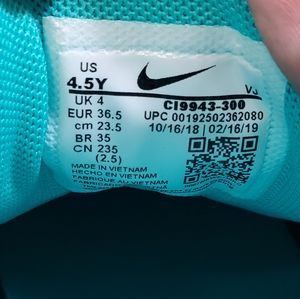 US
4.5Y
UK 4
EUR 36.5
cm 23.5
BR 35
CN 235
(2.5)
V3
CI9943-300
UPC 00192502362080
10/16/18 | 02/16/19
MADE IN VIETNAM
HECHO EN VIETNAM
FABRIQUÉ AU VIETNAM